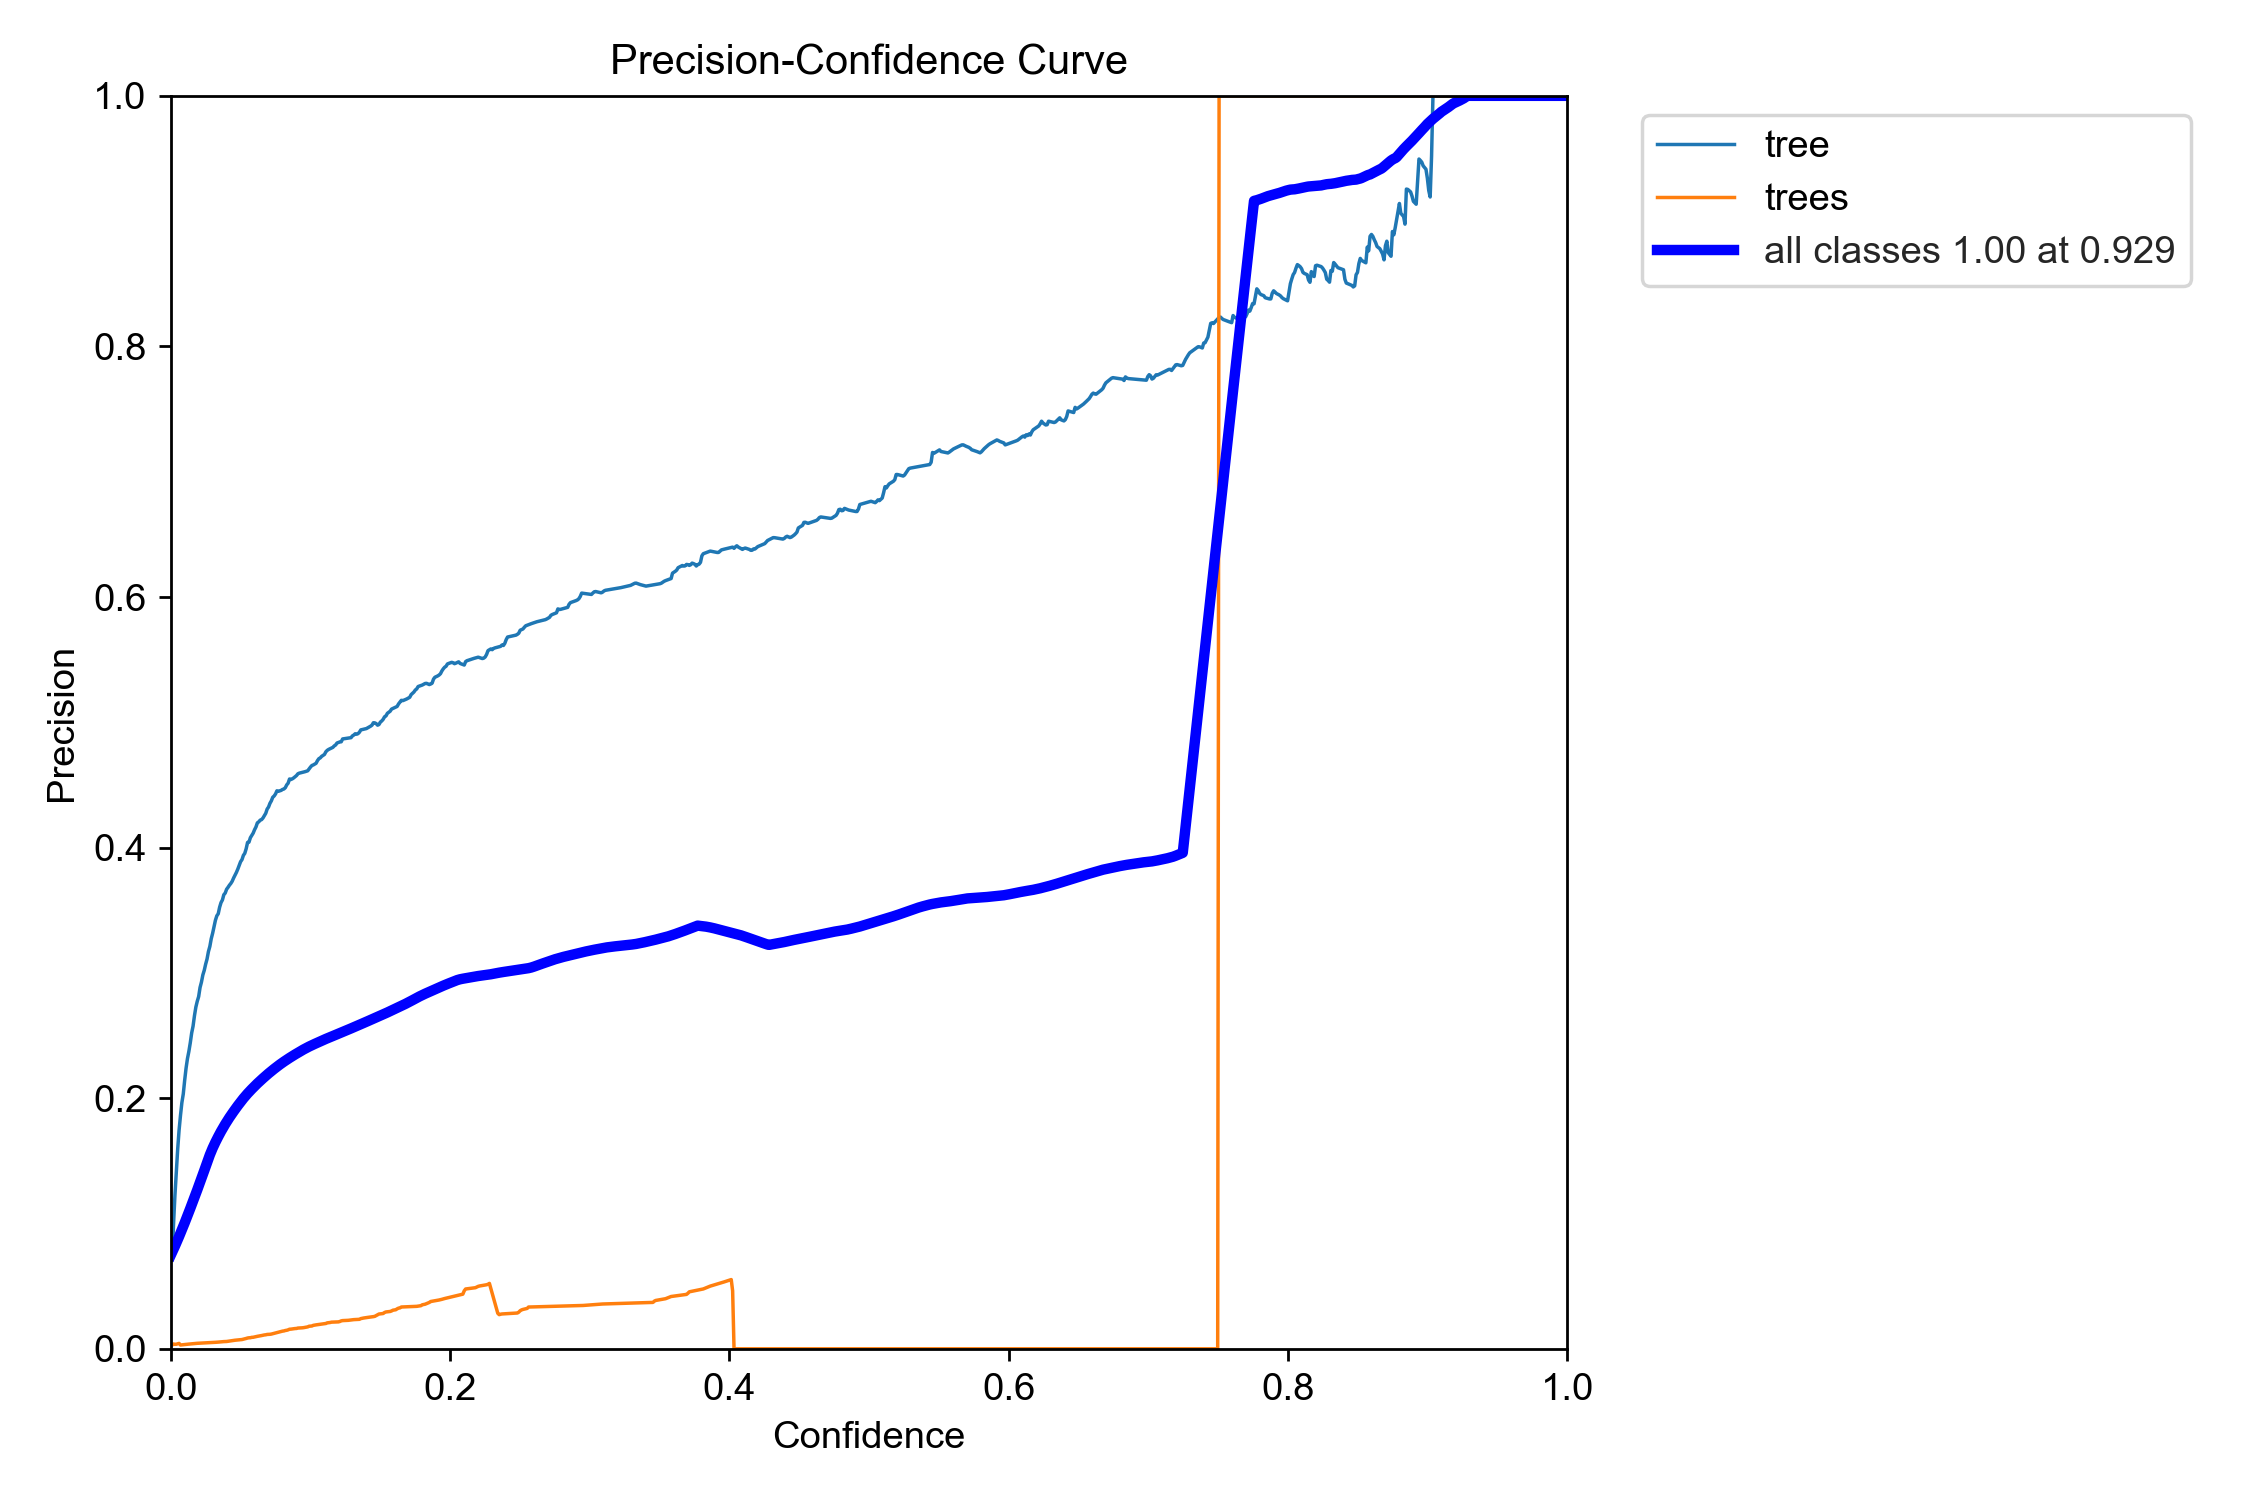 Precision-Confidence Curve
1.0
0.8
0.6
0.4
0.2
0.0
Precision
0.0 0.2 0.4 0.6 0.8 1.0
Confidence
tree
trees
all classes 1.00 at 0.929